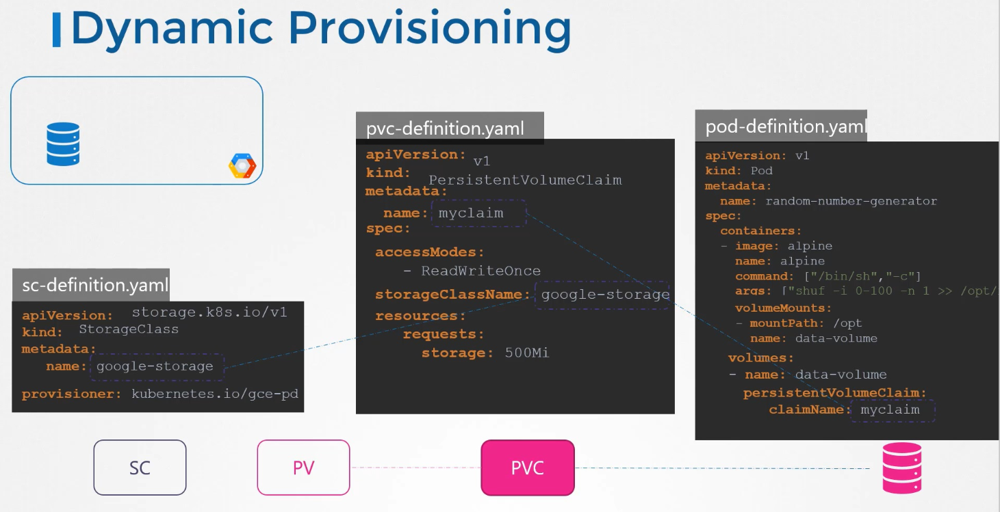 Dynamic Provisioning
sc-definition.yaml
apiVersion: storage.k8s.io/v1
kind: StorageClass
metadata:
name: google-storage
provisioner: kubernetes.io/gce-pd
pvc-definition.yaml
apiVersion: v1
kind: PersistentVolumeClaim
metadata:
name: myclaim
spec:
accessModes:
- ReadWriteOnce
storageClassName: google-storage
resources:
requests:
storage: 500Mi
pod-definition.yaml
apiVersion: v1
kind: Pod
metadata:
name: random-number-generator
spec:
containers:
- image: alpine
name: alpine
command: ["/bin/sh","-c"]
args: ["shuf -i 0-100 -n 1 >> /opt/
volumeMounts:
- mountPath: /opt
name: data-volume
volumes:
- name: data-volume
persistentVolumeClaim:
claimName: myclaim
SC
PV
PVC